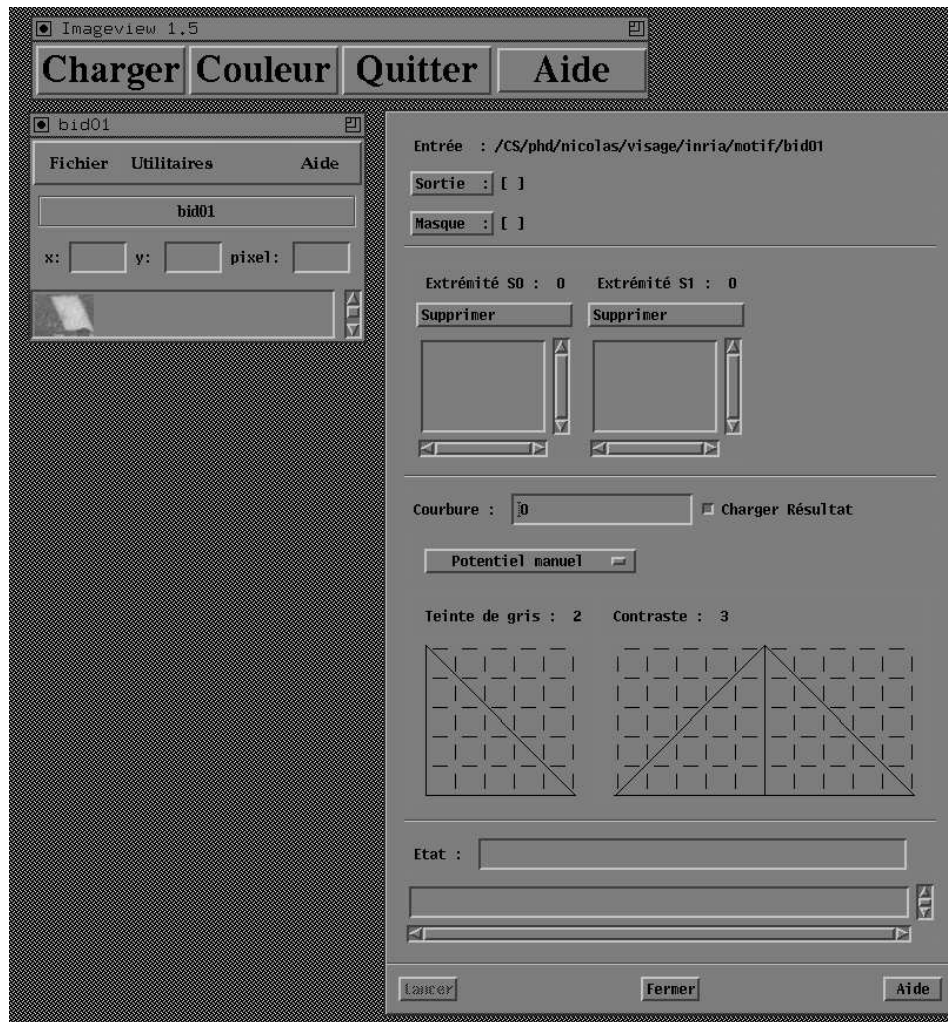 Imageview 1.5
Charger Couleur Quitter Aide
bid01
Fichier Utilitaires Aide
bid01
x: y: pixel:
Entrée : /CS/phd/nicolas/visage/inria/motif/bid01
Sortie : [ ]
Masque : [ ]
Extrémité S0 : 0 Extrémité S1 : 0
Supprimer Supprimer
Courbure : 0 Charger Résultat
Potentiel manuel
Teinte de gris : 2 Contraste : 3
Etat :
Lancer Fermer Aide